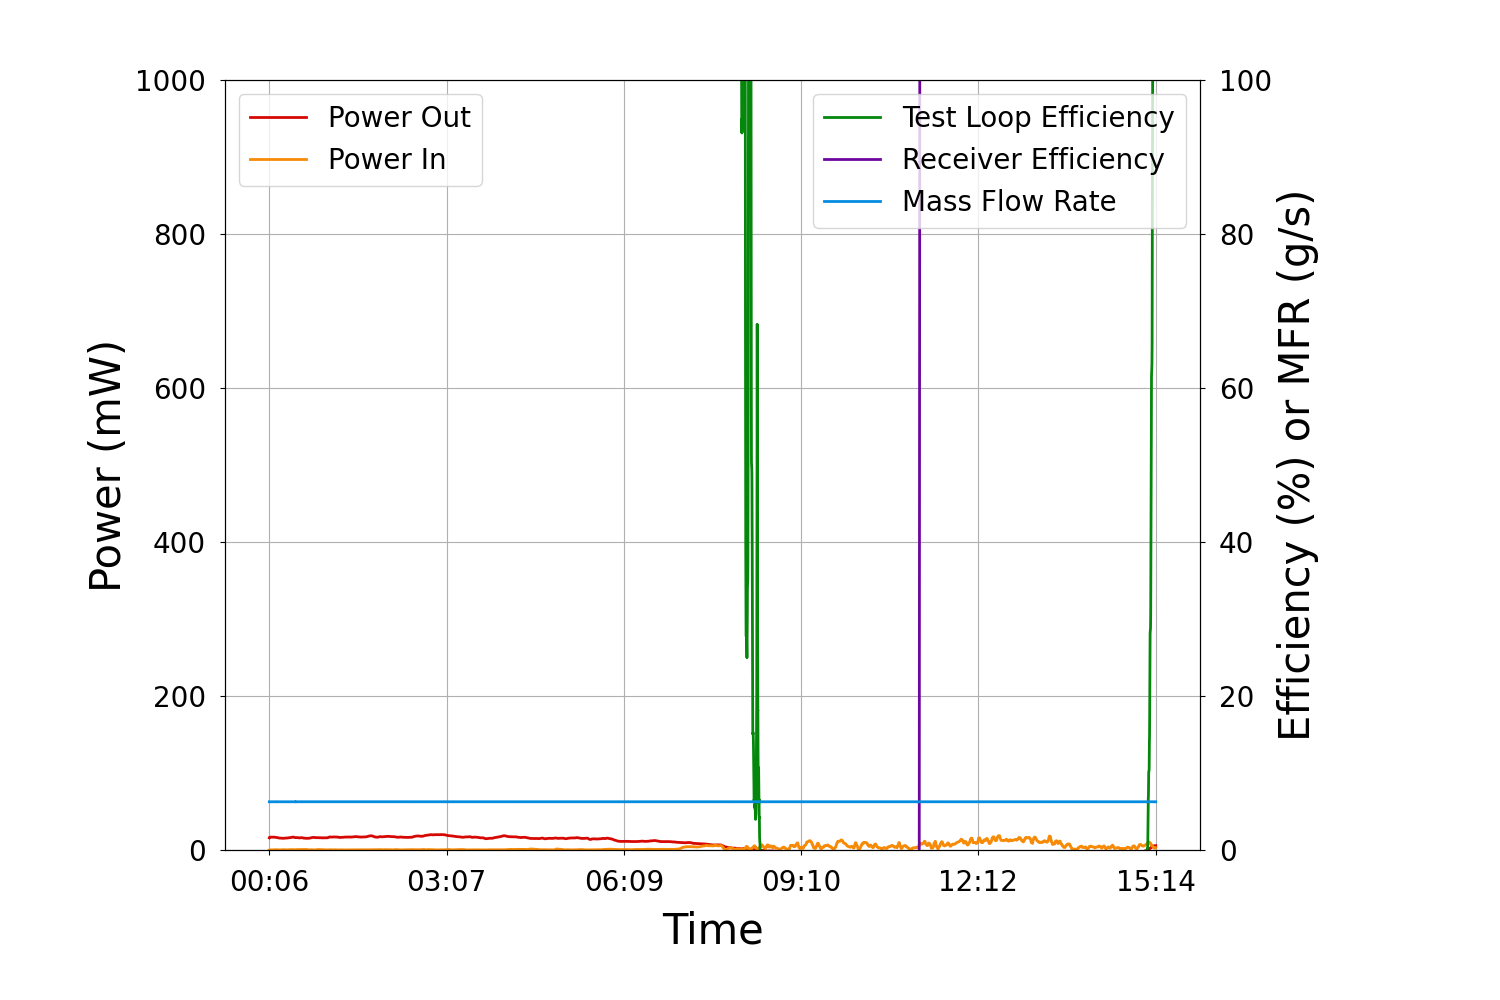 1000
800
600
400
200
0
Power (mW)
Power Out
Power In
Test Loop Efficiency
Receiver Efficiency
Mass Flow Rate
100
80
60
40
20
0
Efficiency (%) or MFR (g/s)
00:06
03:07
06:09
09:10
12:12
15:14
Time